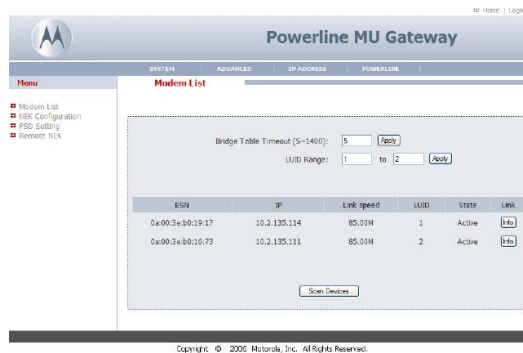 Home | Logo
Powerline MU Gateway
SYSTEM | ADVANCED | IP ADDRESS | POWERLINE |
Menu
Modem List
Modem List
NEK Configuration
PSD Setting
Remote NEK
Bridge Table Timeout (5~1400): 5 Apply
LUID Range: 1 to 2 Apply
ESN IP Link speed LUID State Link
0a:00:3e:b0:19:17 10.2.135.114 85.00M 1 Active Info
0a:00:3e:b0:16:73 10.2.135.111 85.00M 2 Active Info
Scan Devices
Copyright © 2006 Motorola, Inc. All Rights Reserved.